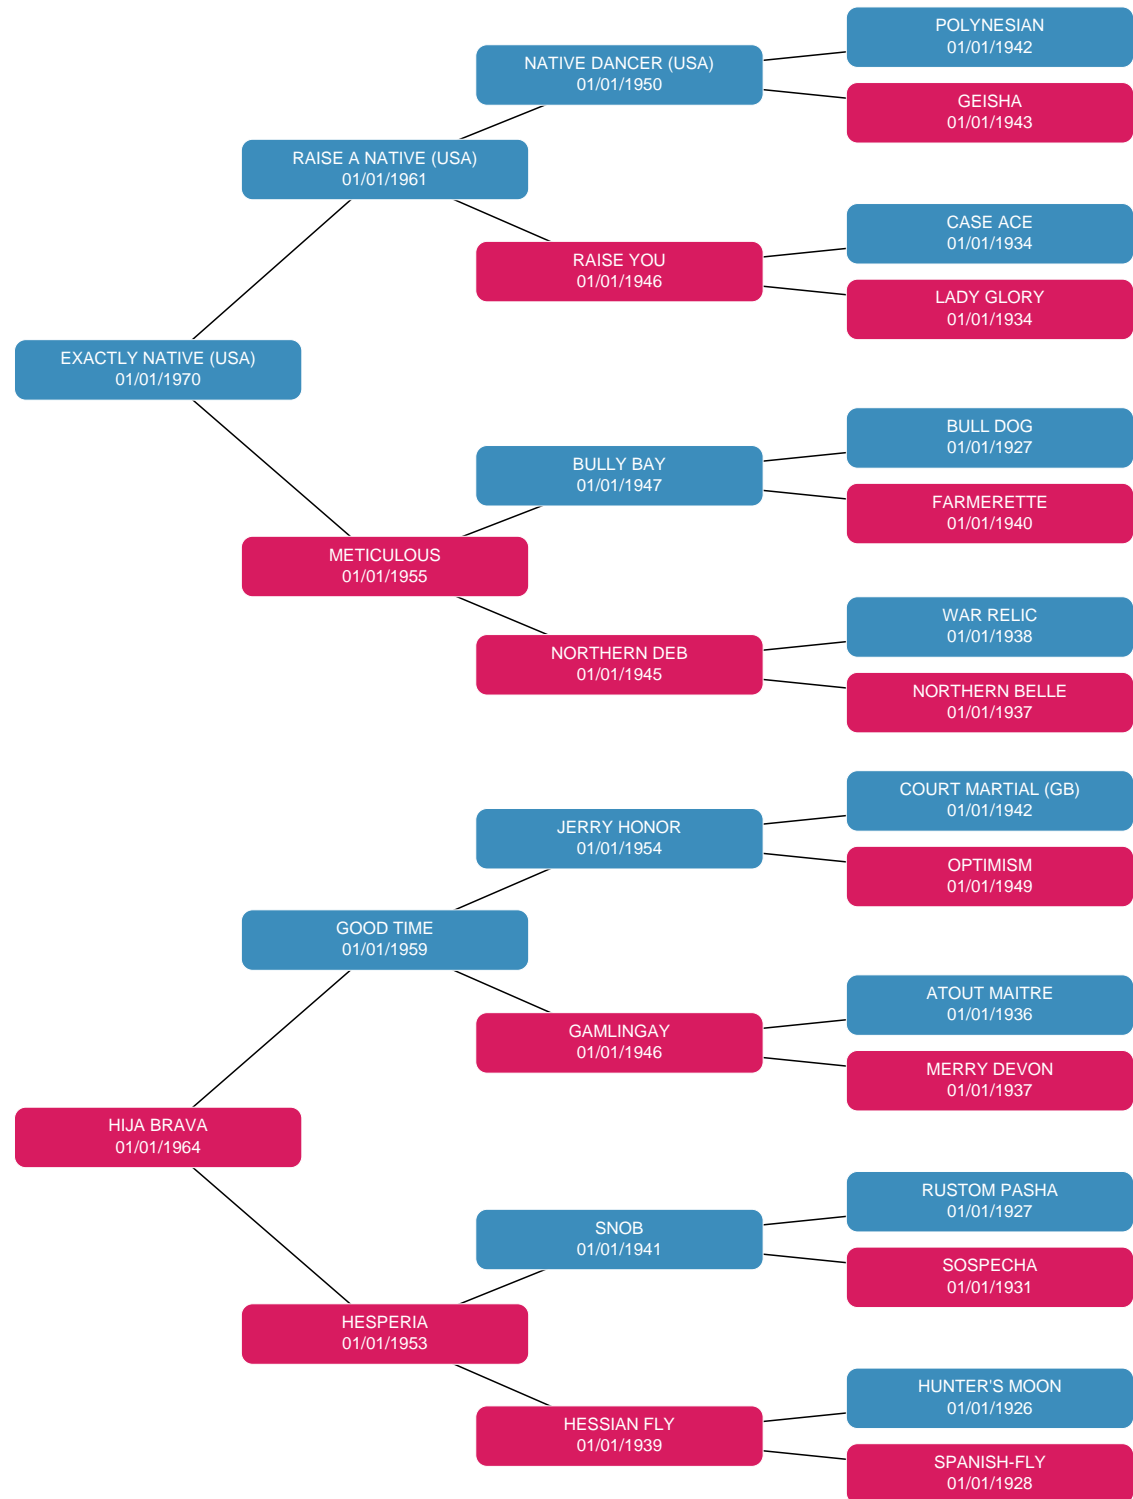 POLYNESIAN
01/01/1942
NATIVE DANCER (USA)
01/01/1950
GEISHA
01/01/1943
RAISE A NATIVE (USA)
01/01/1961
CASE ACE
01/01/1934
RAISE YOU
01/01/1946
LADY GLORY
01/01/1934
EXACTLY NATIVE (USA)
01/01/1970
BULL DOG
01/01/1927
BULLY BAY
01/01/1947
FARMERETTE
01/01/1940
METICULOUS
01/01/1955
WAR RELIC
01/01/1938
NORTHERN DEB
01/01/1945
NORTHERN BELLE
01/01/1937
COURT MARTIAL (GB)
01/01/1942
JERRY HONOR
01/01/1954
OPTIMISM
01/01/1949
GOOD TIME
01/01/1959
ATOUT MAITRE
01/01/1936
GAMLINGAY
01/01/1946
MERRY DEVON
01/01/1937
HIJA BRAVA
01/01/1964
RUSTOM PASHA
01/01/1927
SNOB
01/01/1941
SOSPECHA
01/01/1931
HESPERIA
01/01/1953
HUNTER'S MOON
01/01/1926
HESSIAN FLY
01/01/1939
SPANISH-FLY
01/01/1928